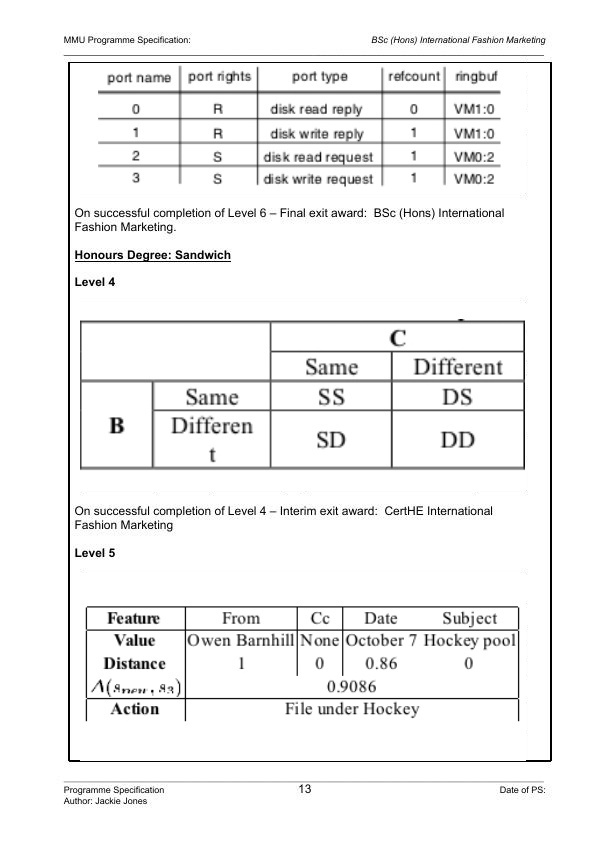 MMU Programme Specification: BSc (Hons) International Fashion Marketing
port name port rights port type refcount ringbuf
0 R disk read reply 0 VM1:0
1 R disk write reply 1 VM1:0
2 S disk read request 1 VM0:2
3 S disk write request 1 VM0:2
On successful completion of Level 6 – Final exit award: BSc (Hons) International
Fashion Marketing.
Honours Degree: Sandwich
Level 4
C
Same Different
B Same SS DS
Differen
t SD DD
On successful completion of Level 4 – Interim exit award: CertHE International
Fashion Marketing
Level 5
Feature From Cc Date Subject
Value Owen Barnhill None October 7 Hockey pool
Distance 1 0 0.86 0
Λ(s_new, s_3) 0.9086
Action File under Hockey
Programme Specification 13 Date of PS:
Author: Jackie Jones